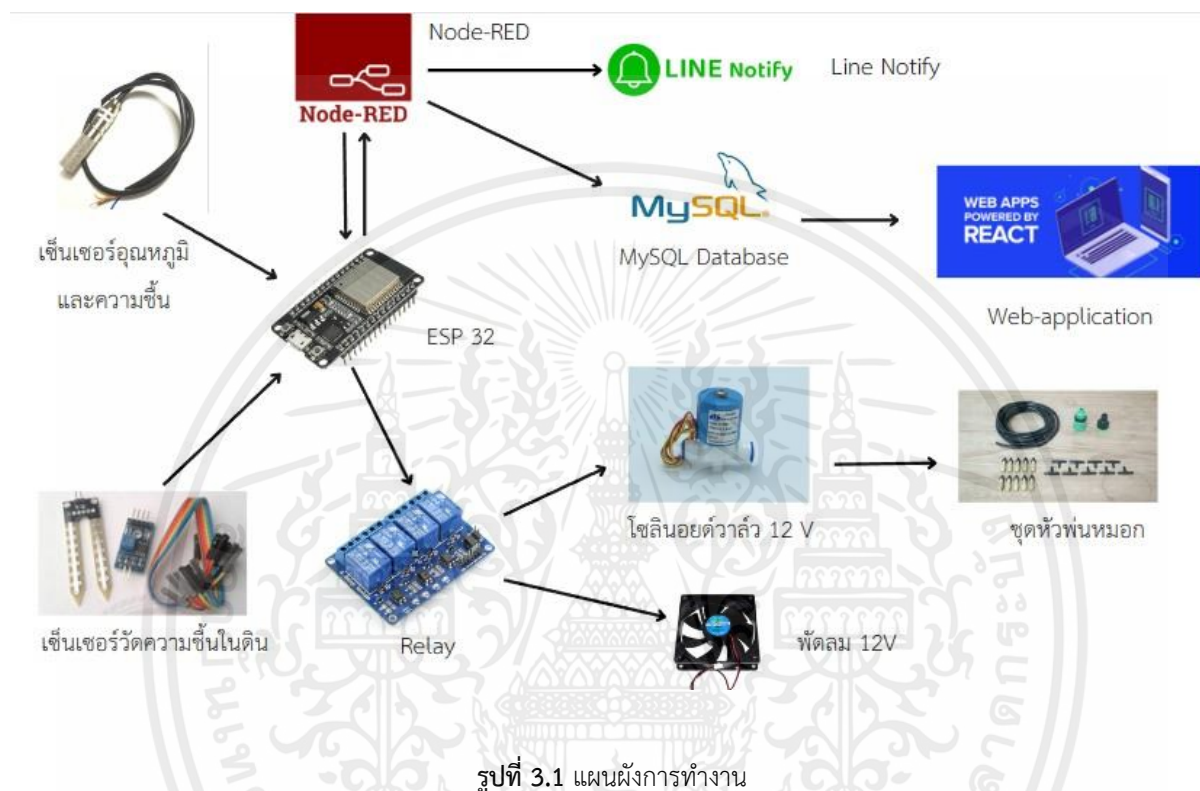 Node-RED
Node-RED
LINE Notify
Line Notify
เซ็นเซอร์อุณหภูมิ
และความชื้น
MySQL
MySQL Database
WEB APPS
POWERED BY
REACT
Web-application
ESP 32
โซลินอยด์วาล์ว 12 V
ชุดหัวพ่นหมอก
เซ็นเซอร์วัดความชื้นในดิน
Relay
พัดลม 12V
รูปที่ 3.1 แผนผังการทำงาน